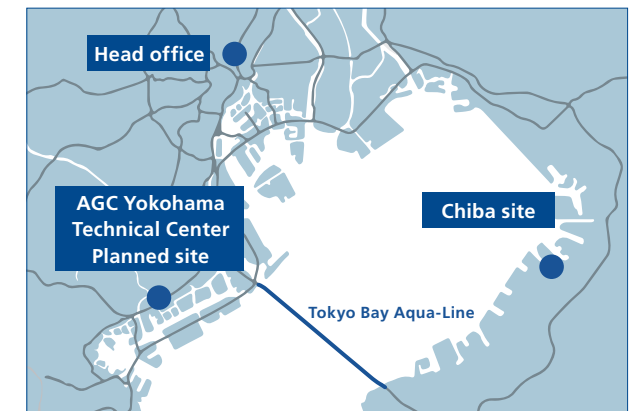 Head office
AGC Yokohama
Technical Center
Planned site
Chiba site
Tokyo Bay Aqua-Line